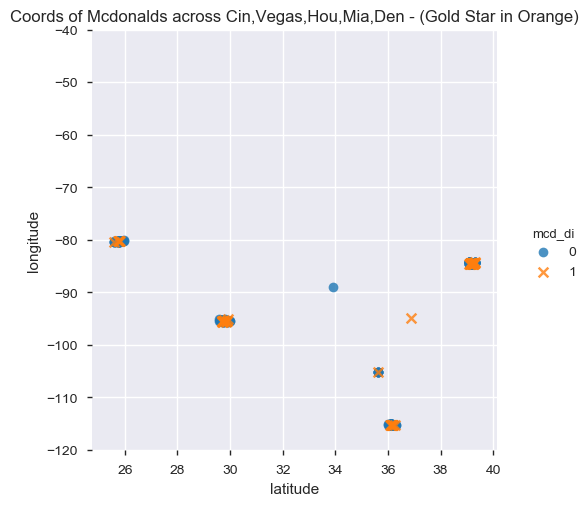 Coords of Mcdonalds across Cin,Vegas,Hou,Mia,Den - (Gold Star in Orange)
−40
−50
−60
−70
−80
−90
−100
−110
−120
longitude
26 28 30 32 34 36 38 40
latitude
mcd_di
0
1